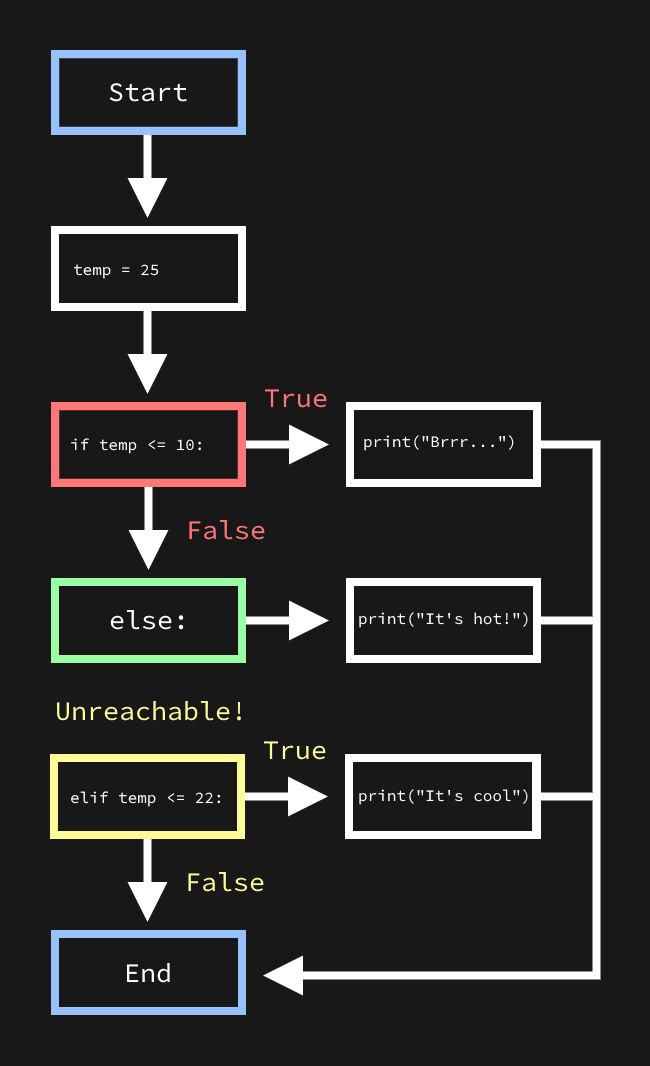 Start
temp = 25
True
if temp <= 10:
print("Brrr...")
False
else:
print("It's hot!")
Unreachable!
True
elif temp <= 22:
print("It's cool")
False
End